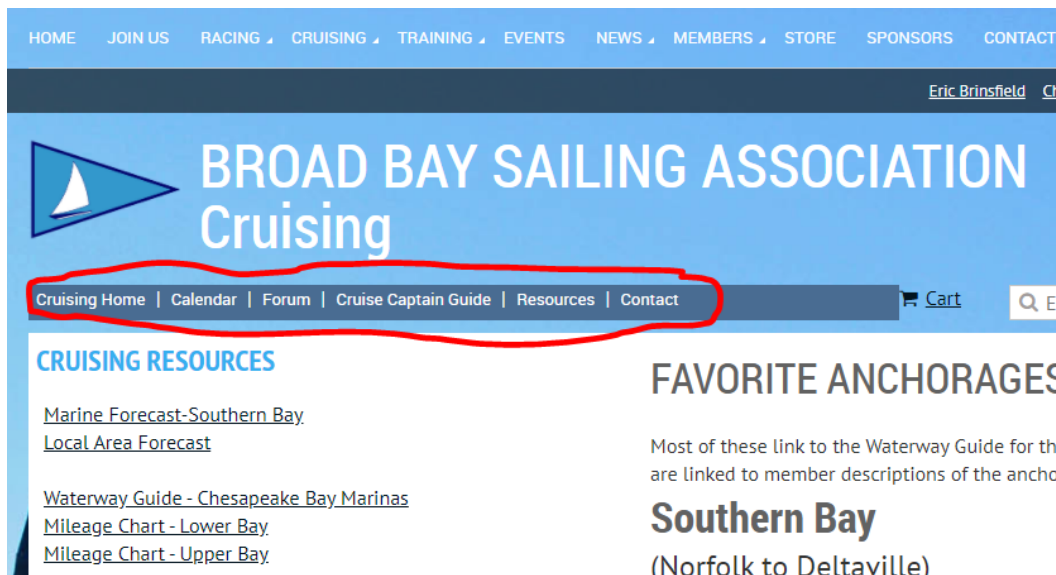 HOME JOIN US RACING CRUISING TRAINING EVENTS NEWS MEMBERS STORE SPONSORS CONTACT
Eric Brinsfield
BROAD BAY SAILING ASSOCIATION
Cruising
Cruising Home | Calendar | Forum | Cruise Captain Guide | Resources | Contact
Cart
CRUISING RESOURCES
Marine Forecast-Southern Bay
Local Area Forecast
Waterway Guide - Chesapeake Bay Marinas
Mileage Chart - Lower Bay
Mileage Chart - Upper Bay
FAVORITE ANCHORAGES
Most of these link to the Waterway Guide for th
are linked to member descriptions of the ancho
Southern Bay
(Norfolk to Deltaville)